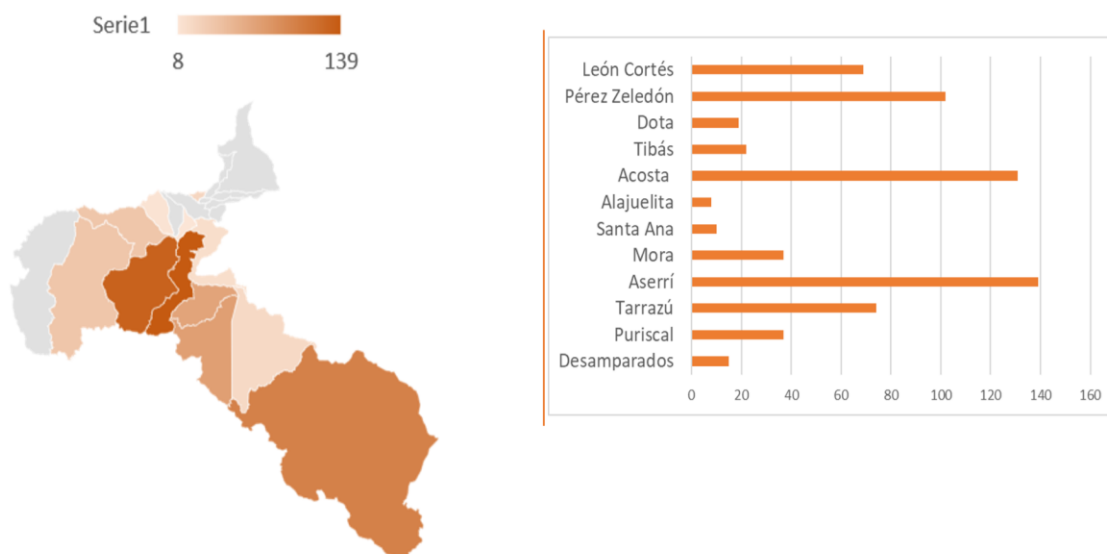 Serie1
8 139
León Cortés
Pérez Zeledón
Dota
Tibás
Acosta
Alajuelita
Santa Ana
Mora
Aserrí
Tarrazú
Puriscal
Desamparados
0 20 40 60 80 100 120 140 160